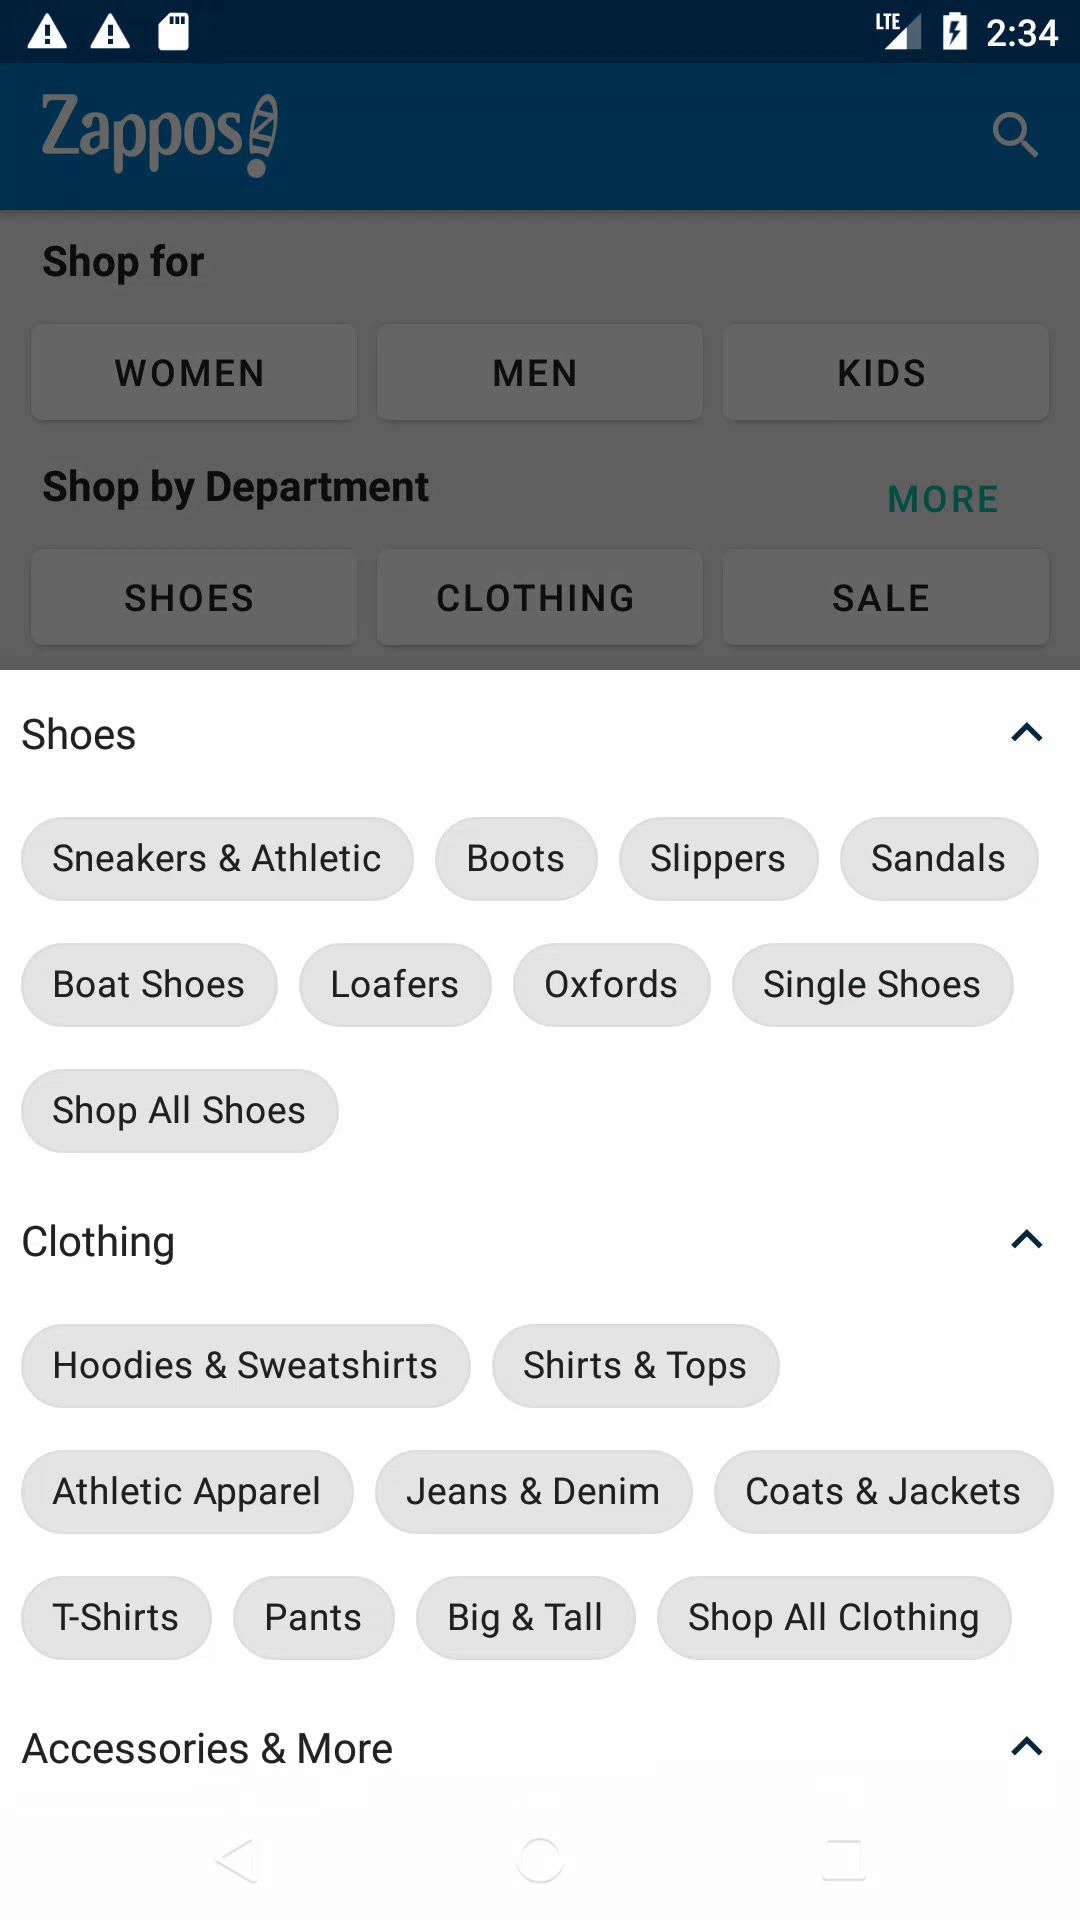 LTE 2:34
Zappos
Shop for
WOMEN MEN KIDS
Shop by Department MORE
SHOES CLOTHING SALE
Shoes
Sneakers & Athletic Boots Slippers Sandals
Boat Shoes Loafers Oxfords Single Shoes
Shop All Shoes
Clothing
Hoodies & Sweatshirts Shirts & Tops
Athletic Apparel Jeans & Denim Coats & Jackets
T-Shirts Pants Big & Tall Shop All Clothing
Accessories & More